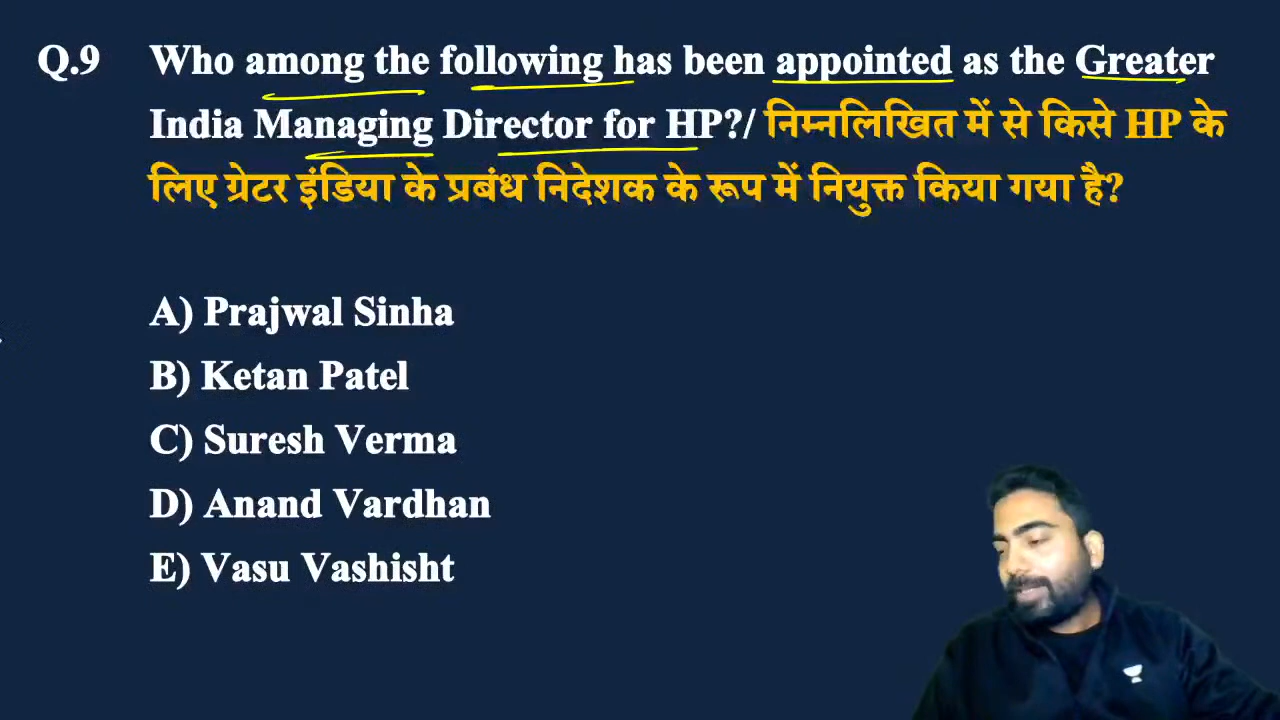 Q.9 Who among the following has been appointed as the Greater
India Managing Director for HP?/ निम्नलिखित में से किसे HP के
लिए ग्रेटर इंडिया के प्रबंध निदेशक के रूप में नियुक्त किया गया है?
A) Prajwal Sinha
B) Ketan Patel
C) Suresh Verma
D) Anand Vardhan
E) Vasu Vashisht